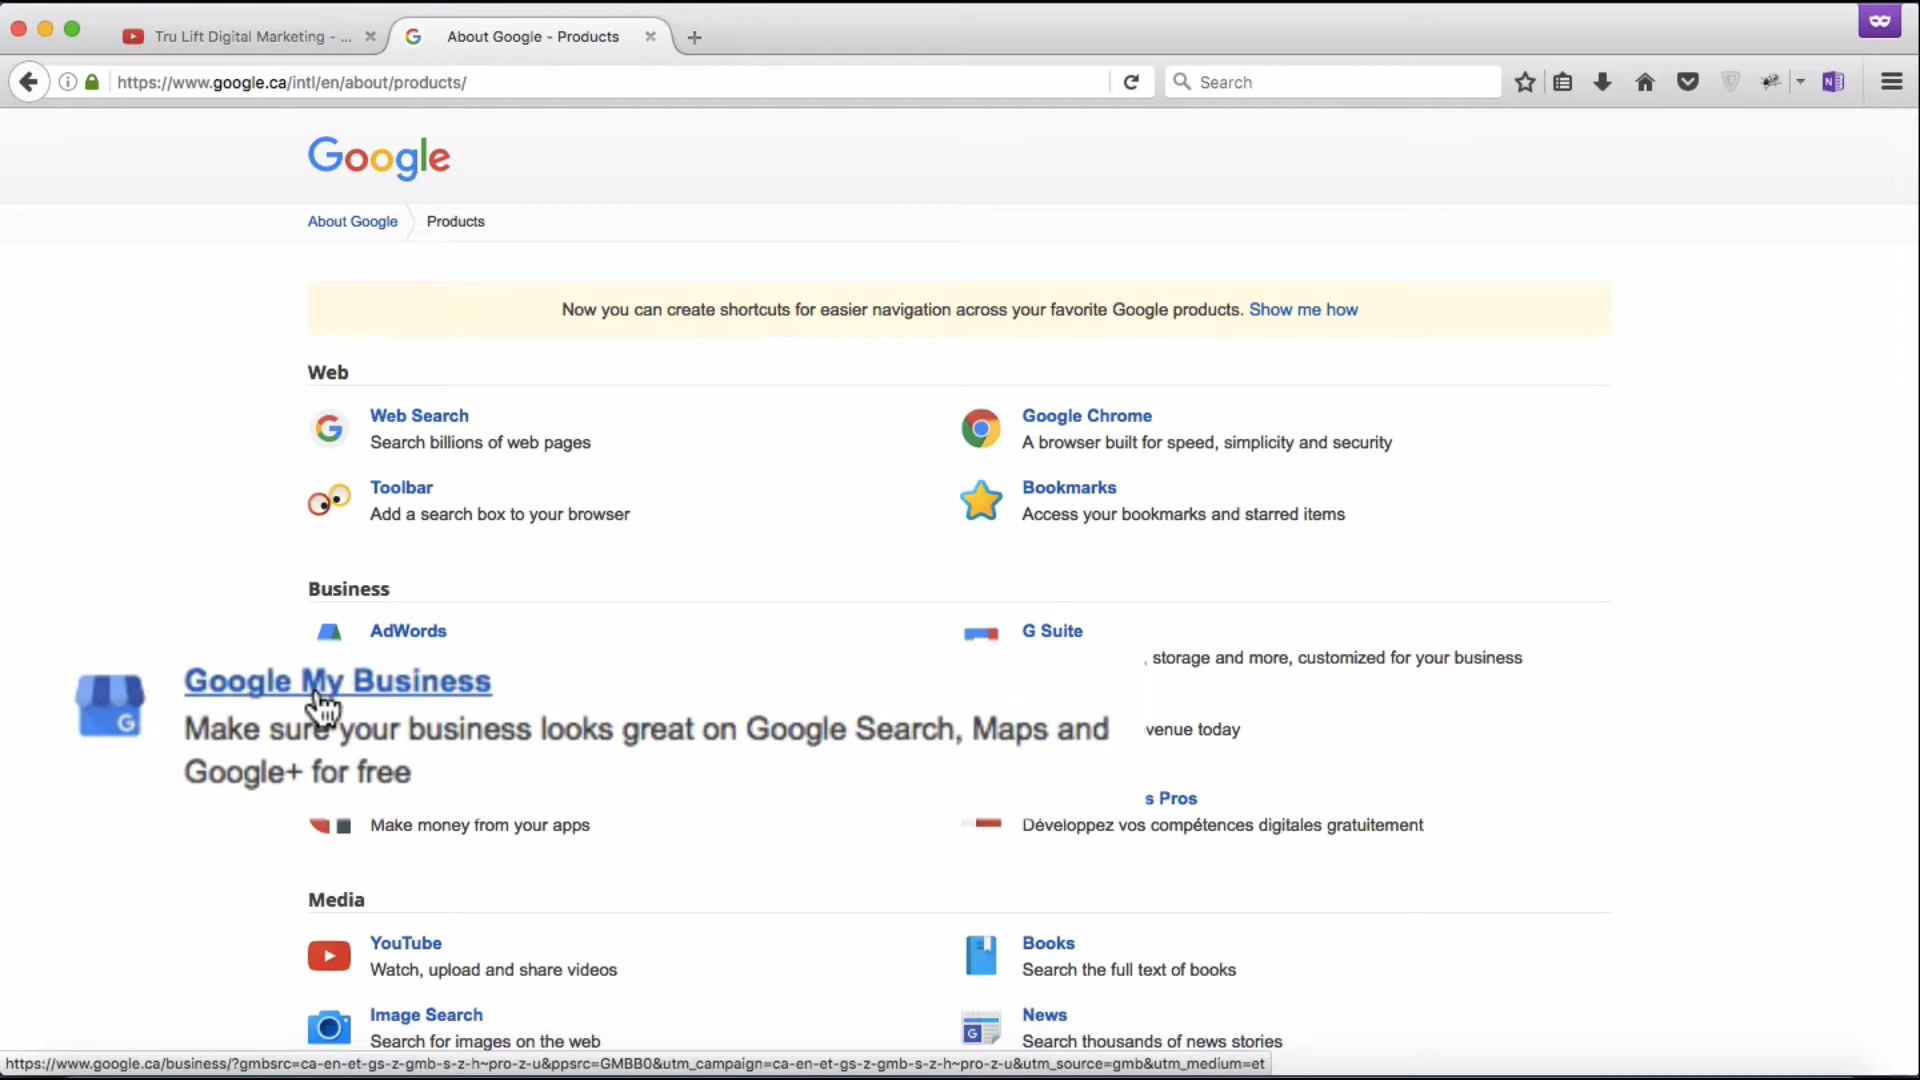 Tru Lift Digital Marketing - ...
About Google - Products
https://www.google.ca/intl/en/about/products/
Search
Google
About Google
Products
Now you can create shortcuts for easier navigation across your favorite Google products. Show me how
Web
Web Search
Search billions of web pages
Google Chrome
A browser built for speed, simplicity and security
Toolbar
Add a search box to your browser
Bookmarks
Access your bookmarks and starred items
Business
AdWords
G Suite
, storage and more, customized for your business
Google My Business
Make sure your business looks great on Google Search, Maps and
Google+ for free
venue today
s Pros
Make money from your apps
Développez vos compétences digitales gratuitement
Media
YouTube
Watch, upload and share videos
Books
Search the full text of books
Image Search
Search for images on the web
News
Search thousands of news stories
https://www.google.ca/business/?gmbsrc=ca-en-et-gs-z-gmb-s-z-h~pro-z-u&ppsrc=GMBB0&utm_campaign=ca-en-et-gs-z-gmb-s-z-h~pro-z-u&utm_source=gmb&utm_medium=et